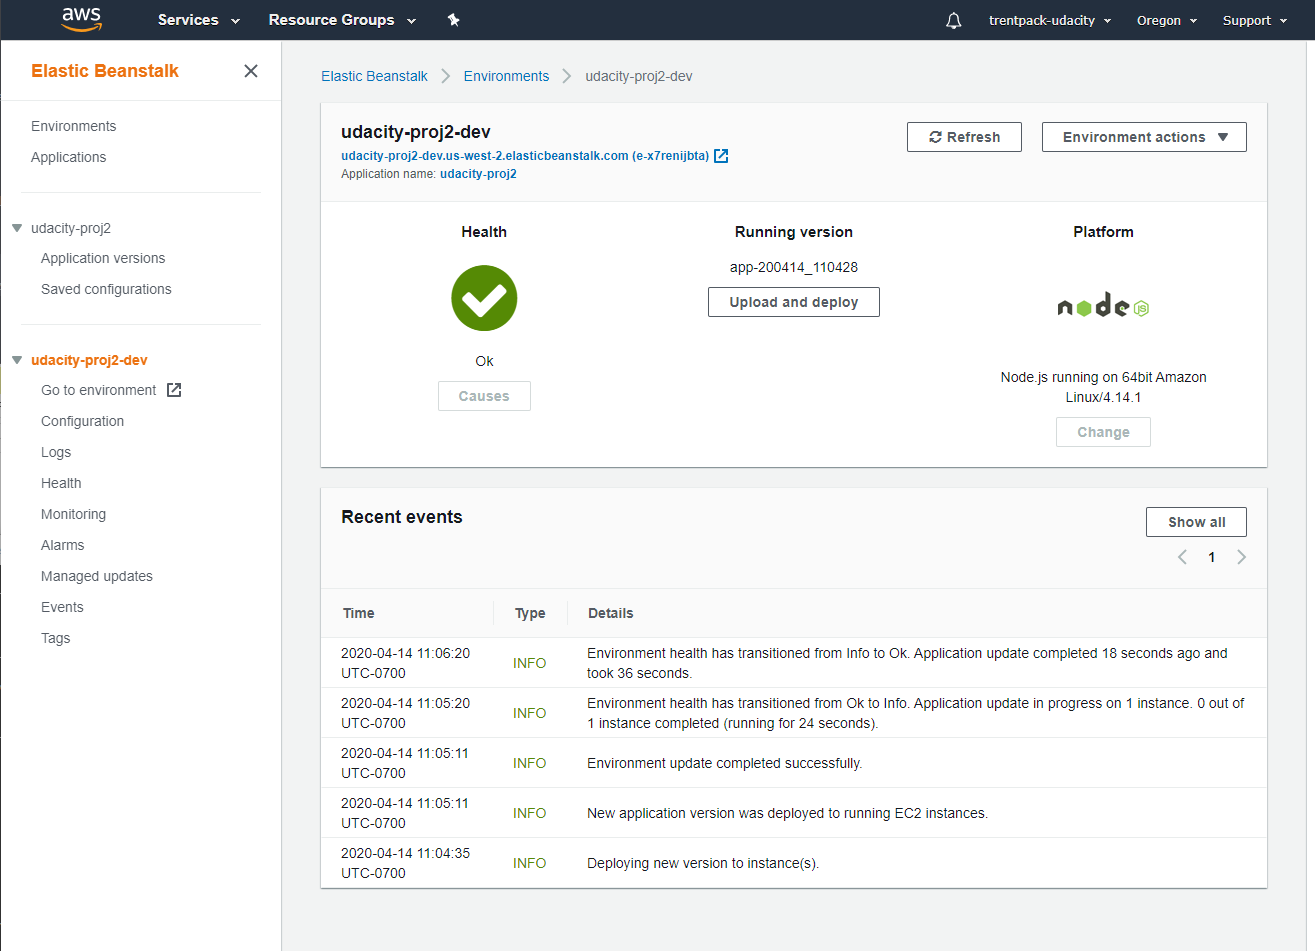 aws
Services
Resource Groups
trentpack-udacity
Oregon
Support
Elastic Beanstalk
Environments
Applications
udacity-proj2
Application versions
Saved configurations
udacity-proj2-dev
Go to environment
Configuration
Logs
Health
Monitoring
Alarms
Managed updates
Events
Tags
Elastic Beanstalk
Environments
udacity-proj2-dev
udacity-proj2-dev
udacity-proj2-dev.us-west-2.elasticbeanstalk.com (e-x7renijbta)
Application name: udacity-proj2
Refresh
Environment actions
Health
Ok
Causes
Running version
app-200414_110428
Upload and deploy
Platform
node JS
Node.js running on 64bit Amazon
Linux/4.14.1
Change
Recent events
Show all
1
Time
Type
Details
2020-04-14 11:06:20
UTC-0700
INFO
Environment health has transitioned from Info to Ok. Application update completed 18 seconds ago and
took 36 seconds.
2020-04-14 11:05:20
UTC-0700
INFO
Environment health has transitioned from Ok to Info. Application update in progress on 1 instance. 0 out of
1 instance completed (running for 24 seconds).
2020-04-14 11:05:11
UTC-0700
INFO
Environment update completed successfully.
2020-04-14 11:05:11
UTC-0700
INFO
New application version was deployed to running EC2 instances.
2020-04-14 11:04:35
UTC-0700
INFO
Deploying new version to instance(s).